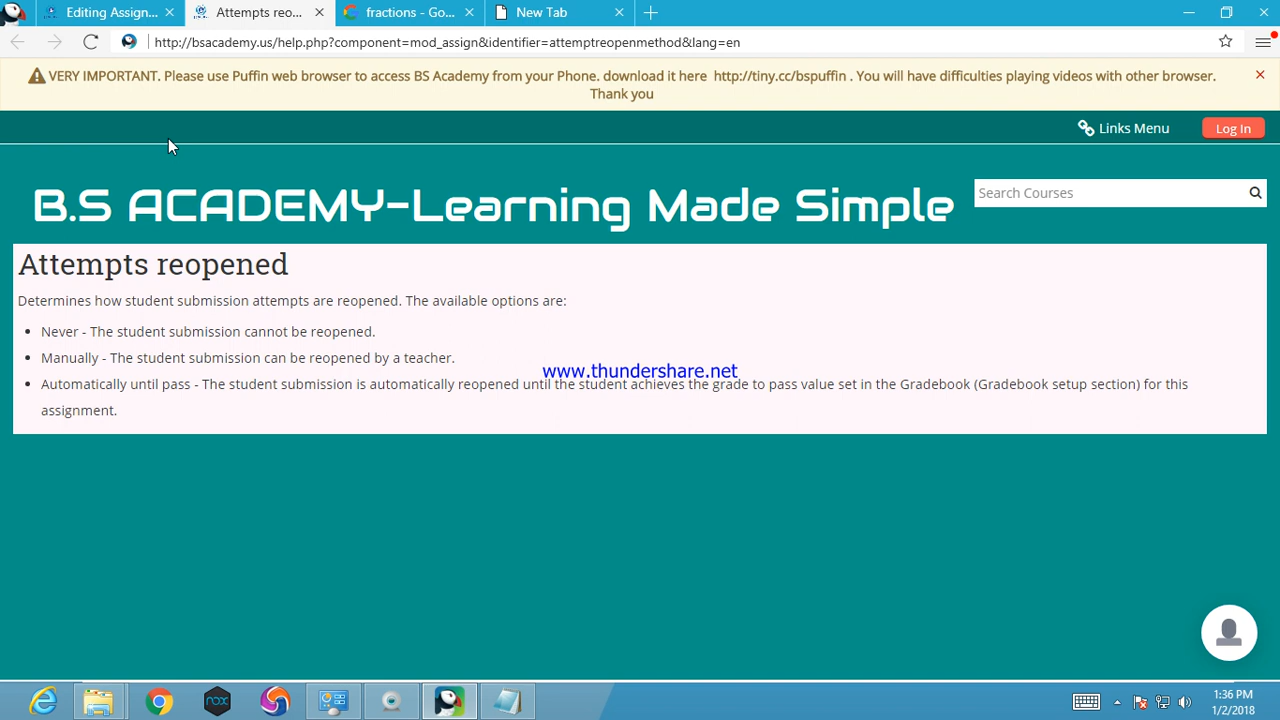 Editing Assign...
Attempts reo...
fractions - Go...
New Tab
http://bsacademy.us/help.php?component=mod_assign&identifier=attemptreopenmethod&lang=en
VERY IMPORTANT. Please use Puffin web browser to access BS Academy from your Phone. download it here http://tiny.cc/bspuffin . You will have difficulties playing videos with other browser.
Thank you
Links Menu
Log In
B.S ACADEMY-Learning Made Simple
Search Courses
Attempts reopened
Determines how student submission attempts are reopened. The available options are:
Never - The student submission cannot be reopened.
Manually - The student submission can be reopened by a teacher.
www.thundershare.net
Automatically until pass - The student submission is automatically reopened until the student achieves the grade to pass value set in the Gradebook (Gradebook setup section) for this
assignment.
nox
1:36 PM
1/2/2018